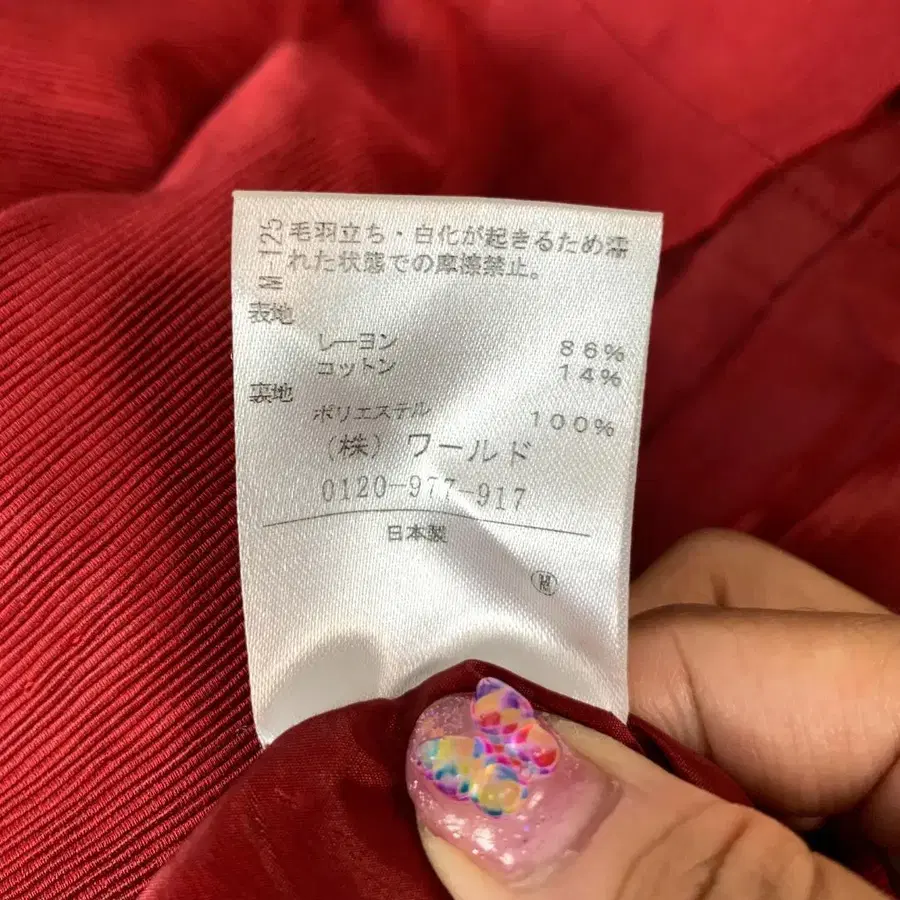 M 125
毛羽立ち・白化が起きるため濡
れた状態での摩擦禁止。
表地
レーヨン 86%
コットン 14%
裏地
ポリエステル 100%
(株) ワールド
0120-977-917
日本製